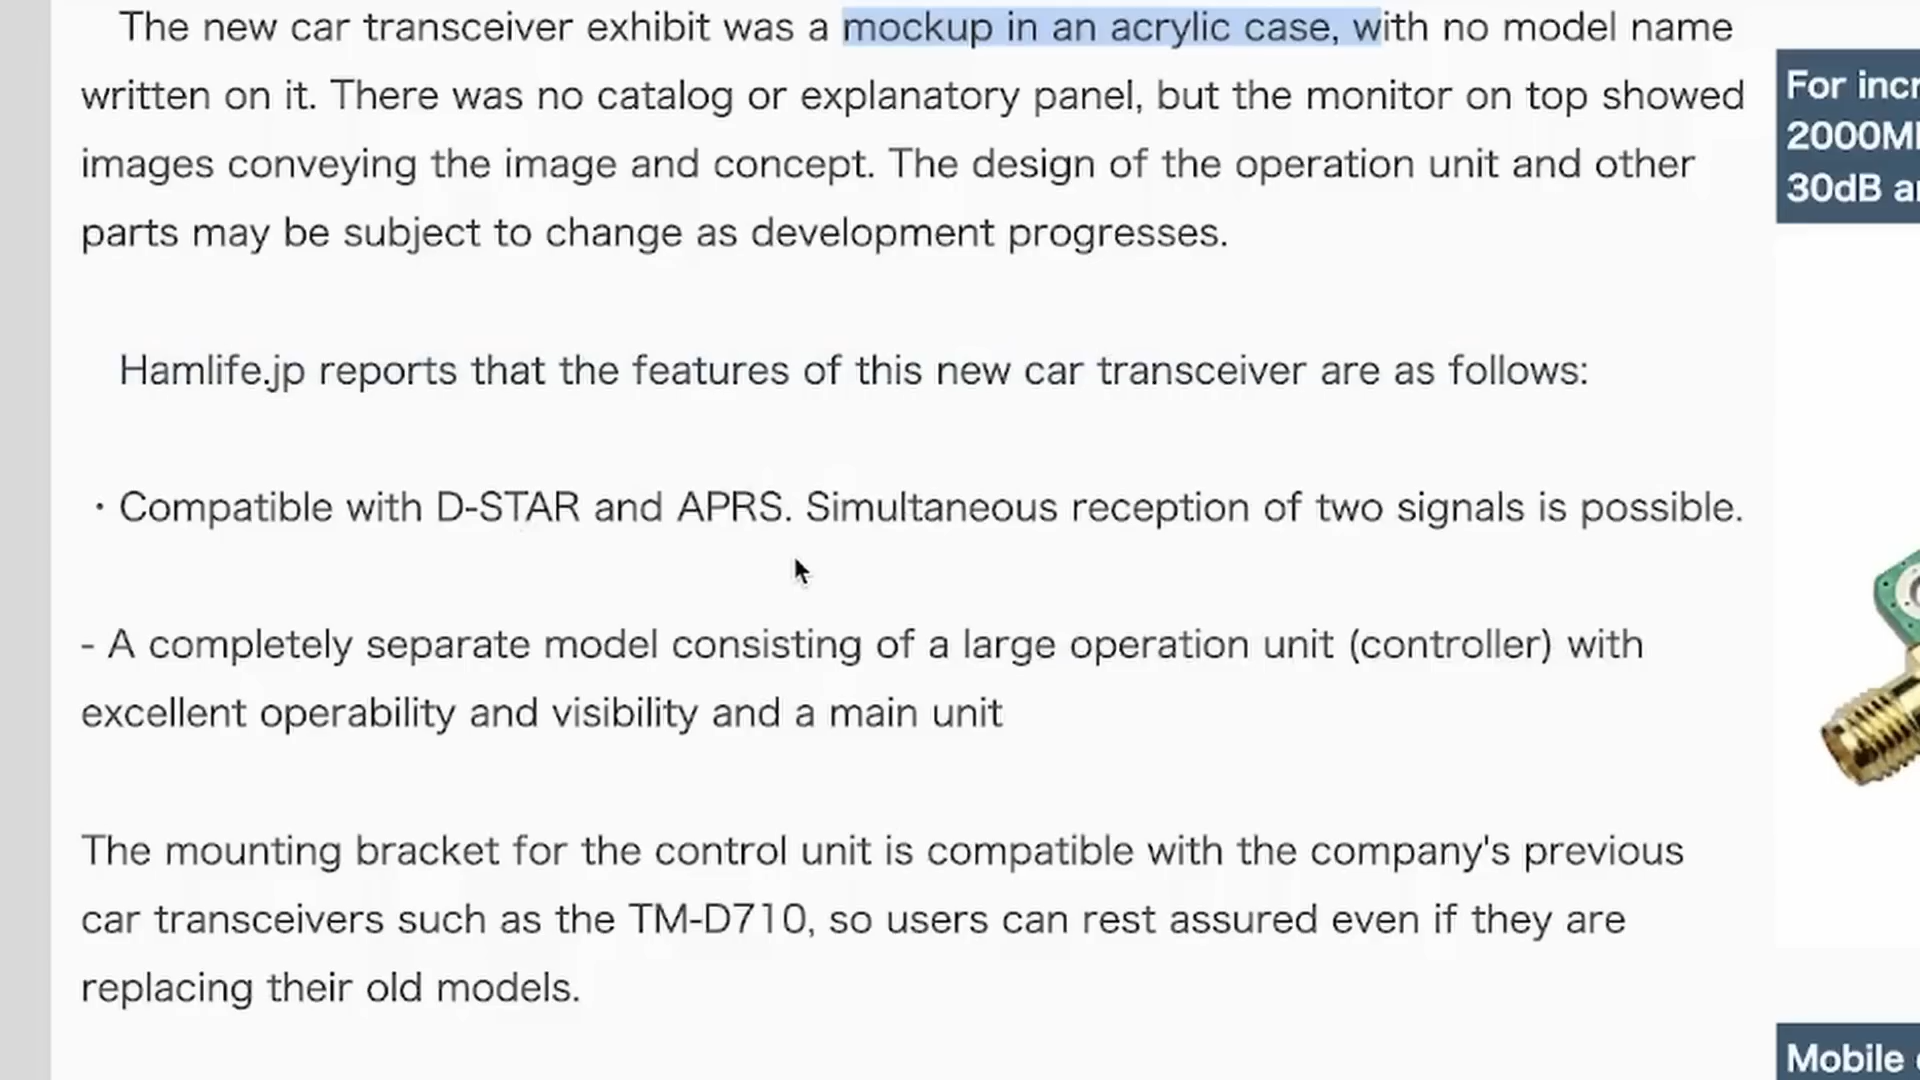 The new car transceiver exhibit was a mockup in an acrylic case, with no model name
written on it. There was no catalog or explanatory panel, but the monitor on top showed
images conveying the image and concept. The design of the operation unit and other
parts may be subject to change as development progresses.
Hamlife.jp reports that the features of this new car transceiver are as follows:
・Compatible with D-STAR and APRS. Simultaneous reception of two signals is possible.
- A completely separate model consisting of a large operation unit (controller) with
excellent operability and visibility and a main unit
The mounting bracket for the control unit is compatible with the company's previous
car transceivers such as the TM-D710, so users can rest assured even if they are
replacing their old models.
For
30dB
Mobile